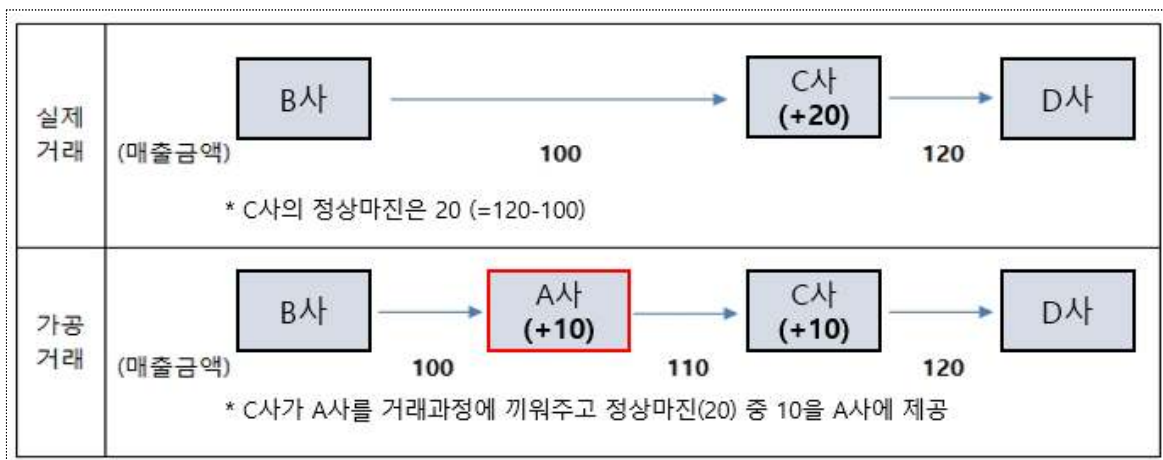 실제
거래
B사
C사
(+20)
D사
(매출금액)
100
120
* C사의 정상마진은 20 (=120-100)
가공
거래
B사
A사
(+10)
C사
(+10)
D사
(매출금액)
100
110
120
* C사가 A사를 거래과정에 끼워주고 정상마진(20) 중 10을 A사에 제공